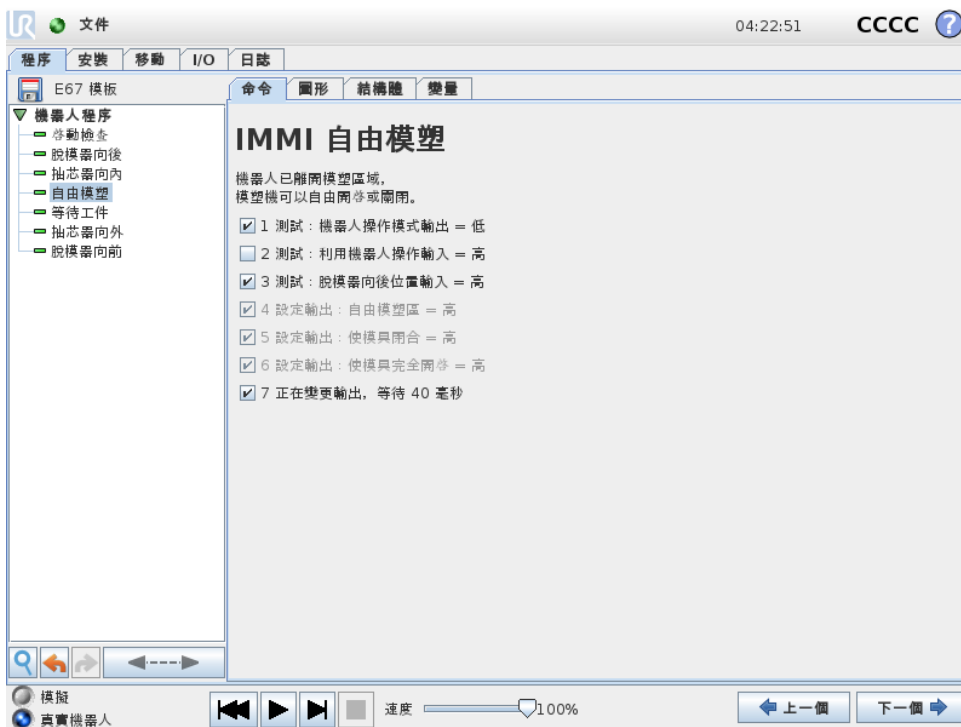 UR 文件 04:22:51 CCCC ?
程序 安裝 移動 I/O 日誌
E67 模板
命令 圖形 結構體 變量
機器人程序
啓動檢查
脫模器向後
抽芯器向內
自由模塑
等待工件
抽芯器向外
脫模器向前
IMMI 自由模塑
機器人已離開模塑區域,
模塑機可以自由開啓或關閉。
1 測試：機器人操作模式輸出 = 低
2 測試：利用機器人操作輸入 = 高
3 測試：脫模器向後位置輸入 = 高
4 設定輸出：自由模塑區 = 高
5 設定輸出：使模具閉合 = 高
6 設定輸出：使模具完全開啓 = 高
7 正在變更輸出，等待 40 毫秒
模擬
真實機器人
速度 100%
上一個 下一個